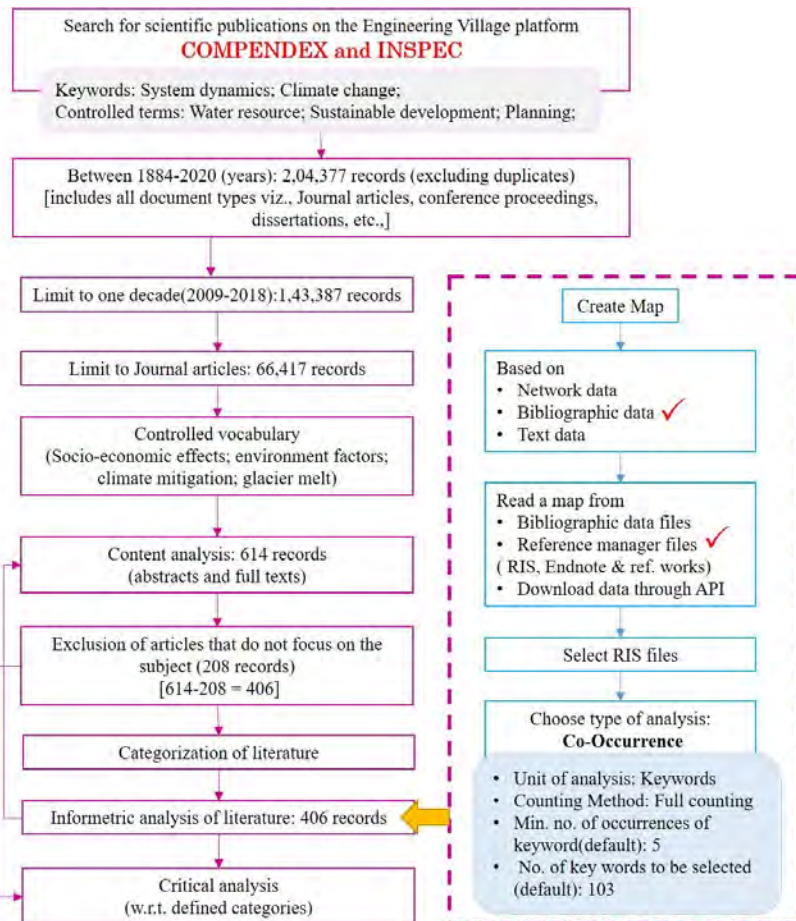 Search for scientific publications on the Engineering Village platform
COMPENDEX and INSPEC
Keywords: System dynamics; Climate change;
Controlled terms: Water resource; Sustainable development; Planning;
Between 1884-2020 (years): 2,04,377 records (excluding duplicates)
[includes all document types viz., Journal articles, conference proceedings,
dissertations, etc.,]
Limit to one decade(2009-2018):1,43,387 records
Limit to Journal articles: 66,417 records
Controlled vocabulary
(Socio-economic effects; environment factors;
climate mitigation; glacier melt)
Content analysis: 614 records
(abstracts and full texts)
Exclusion of articles that do not focus on the
subject (208 records)
[614-208 = 406]
Categorization of literature
Informetric analysis of literature: 406 records
Critical analysis
(w.r.t. defined categories)
Create Map
Based on
• Network data
• Bibliographic data ✓
• Text data
Read a map from
• Bibliographic data files
• Reference manager files ✓
( RIS, Endnote & ref. works)
• Download data through API
Select RIS files
Choose type of analysis:
Co-Occurrence
• Unit of analysis: Keywords
• Counting Method: Full counting
• Min. no. of occurrences of
keyword(default): 5
• No. of key words to be selected
(default): 103